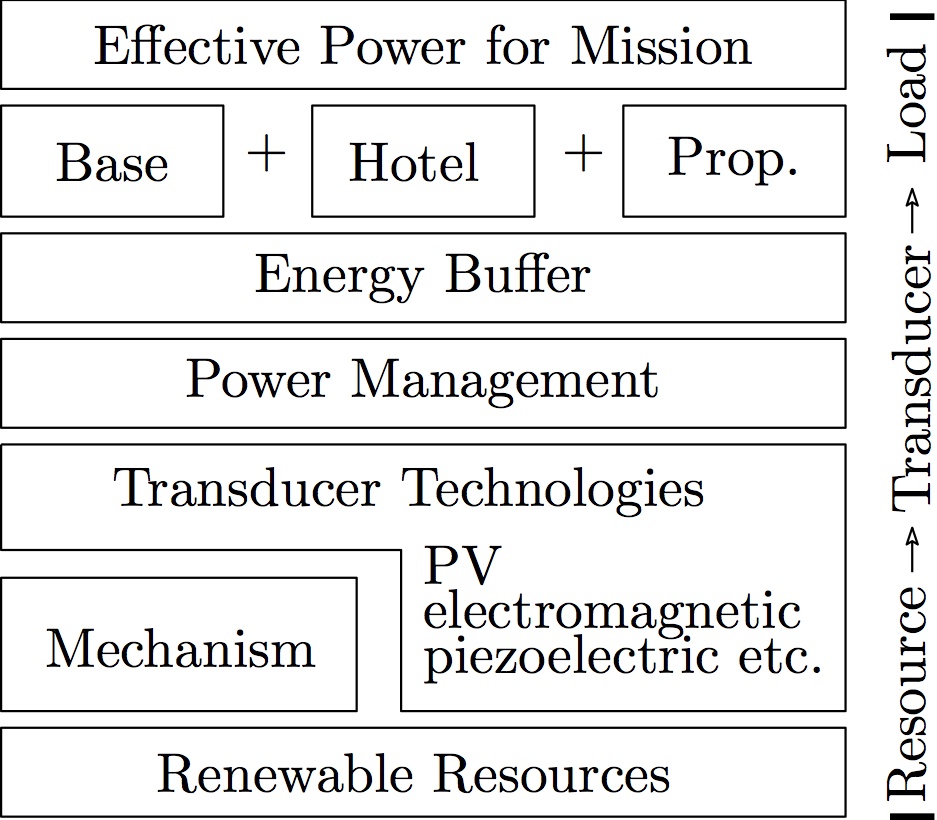 Effective Power for Mission
Base + Hotel + Prop.
Energy Buffer
Power Management
Transducer Technologies
PV
electromagnetic
piezoelectric etc.
Mechanism
Renewable Resources
Resource → Transducer → Load